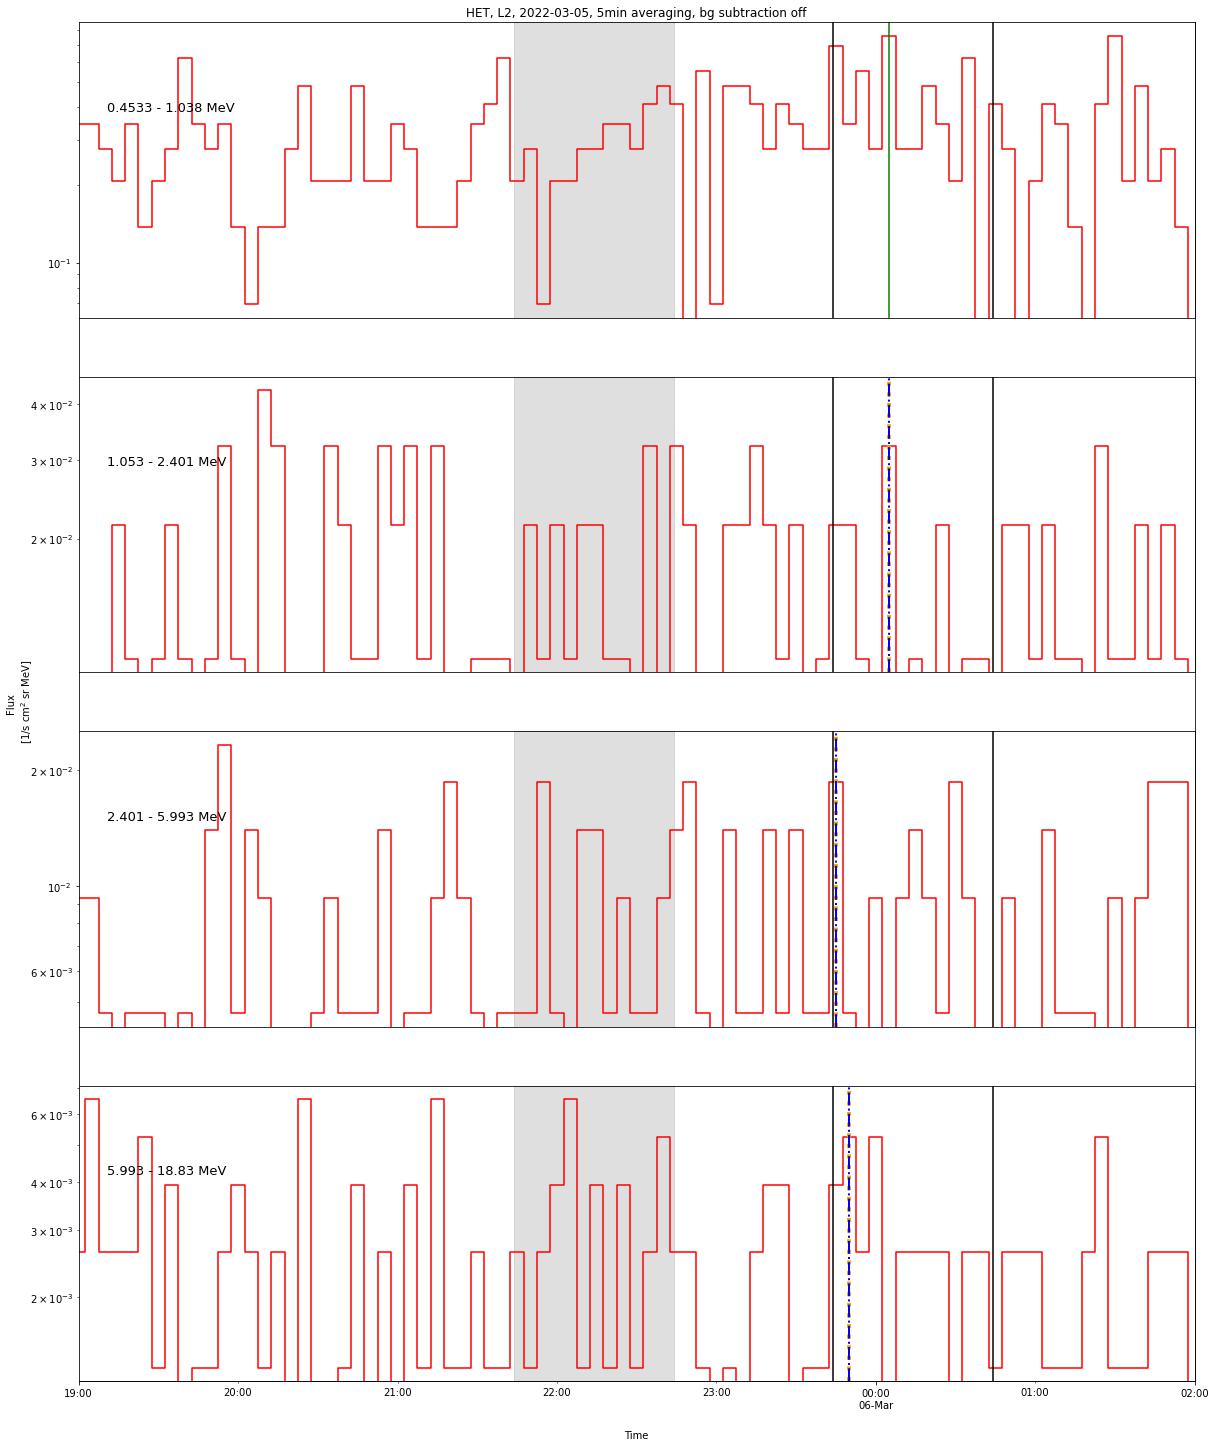 HET, L2, 2022-03-05, 5min averaging, bg subtraction off
0.4533 - 1.038 MeV
10⁻¹
4 × 10⁻²
3 × 10⁻²
1.053 - 2.401 MeV
2 × 10⁻²
Flux
[1/s cm² sr MeV]
2 × 10⁻²
2.401 - 5.993 MeV
10⁻²
6 × 10⁻³
6 × 10⁻³
5.993 - 18.83 MeV
4 × 10⁻³
3 × 10⁻³
2 × 10⁻³
19:00 20:00 21:00 22:00 23:00 00:00 01:00 02:00
06-Mar
Time